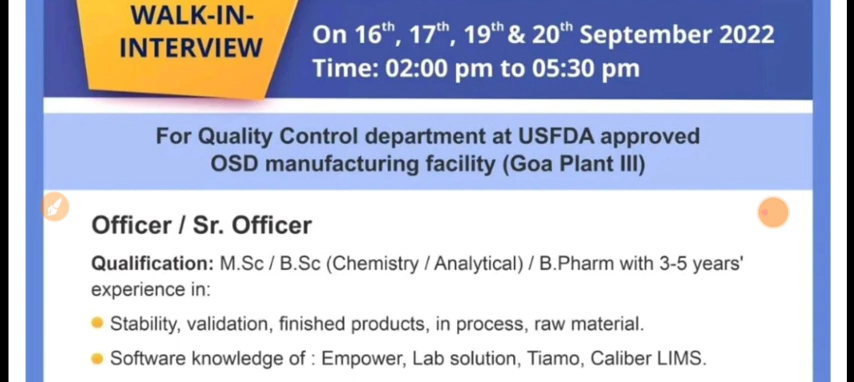 WALK-IN-
INTERVIEW
On 16th, 17th, 19th & 20th September 2022
Time: 02:00 pm to 05:30 pm
For Quality Control department at USFDA approved
OSD manufacturing facility (Goa Plant III)
Officer / Sr. Officer
Qualification: M.Sc / B.Sc (Chemistry / Analytical) / B.Pharm with 3-5 years'
experience in:
Stability, validation, finished products, in process, raw material.
Software knowledge of : Empower, Lab solution, Tiamo, Caliber LIMS.